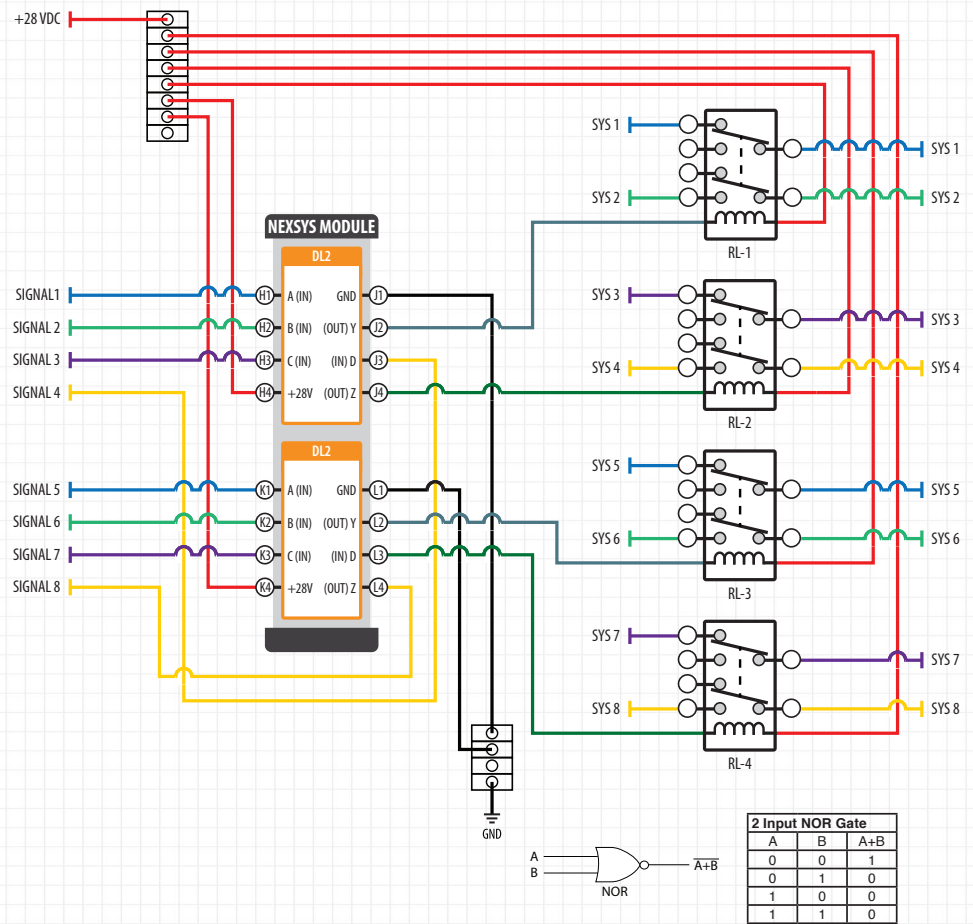 +28 VDC
SYS 1
SYS 1
SYS 2
SYS 2
RL-1
NEXSYS MODULE
DL2
SIGNAL1
H1
A (IN)
GND
J1
SIGNAL 2
H2
B (IN)
(OUT) Y
J2
SIGNAL 3
H3
C (IN)
(IN) D
J3
SIGNAL 4
H4
+28V
(OUT) Z
J4
SYS 3
SYS 3
SYS 4
SYS 4
RL-2
DL2
SIGNAL 5
K1
A (IN)
GND
L1
SIGNAL 6
K2
B (IN)
(OUT) Y
L2
SIGNAL 7
K3
C (IN)
(IN) D
L3
SIGNAL 8
K4
+28V
(OUT) Z
L4
SYS 5
SYS 5
SYS 6
SYS 6
RL-3
SYS 7
SYS 7
SYS 8
SYS 8
RL-4
GND
A
B
A+B
NOR
2 Input NOR Gate
A B A+B
0 0 1
0 1 0
1 0 0
1 1 0